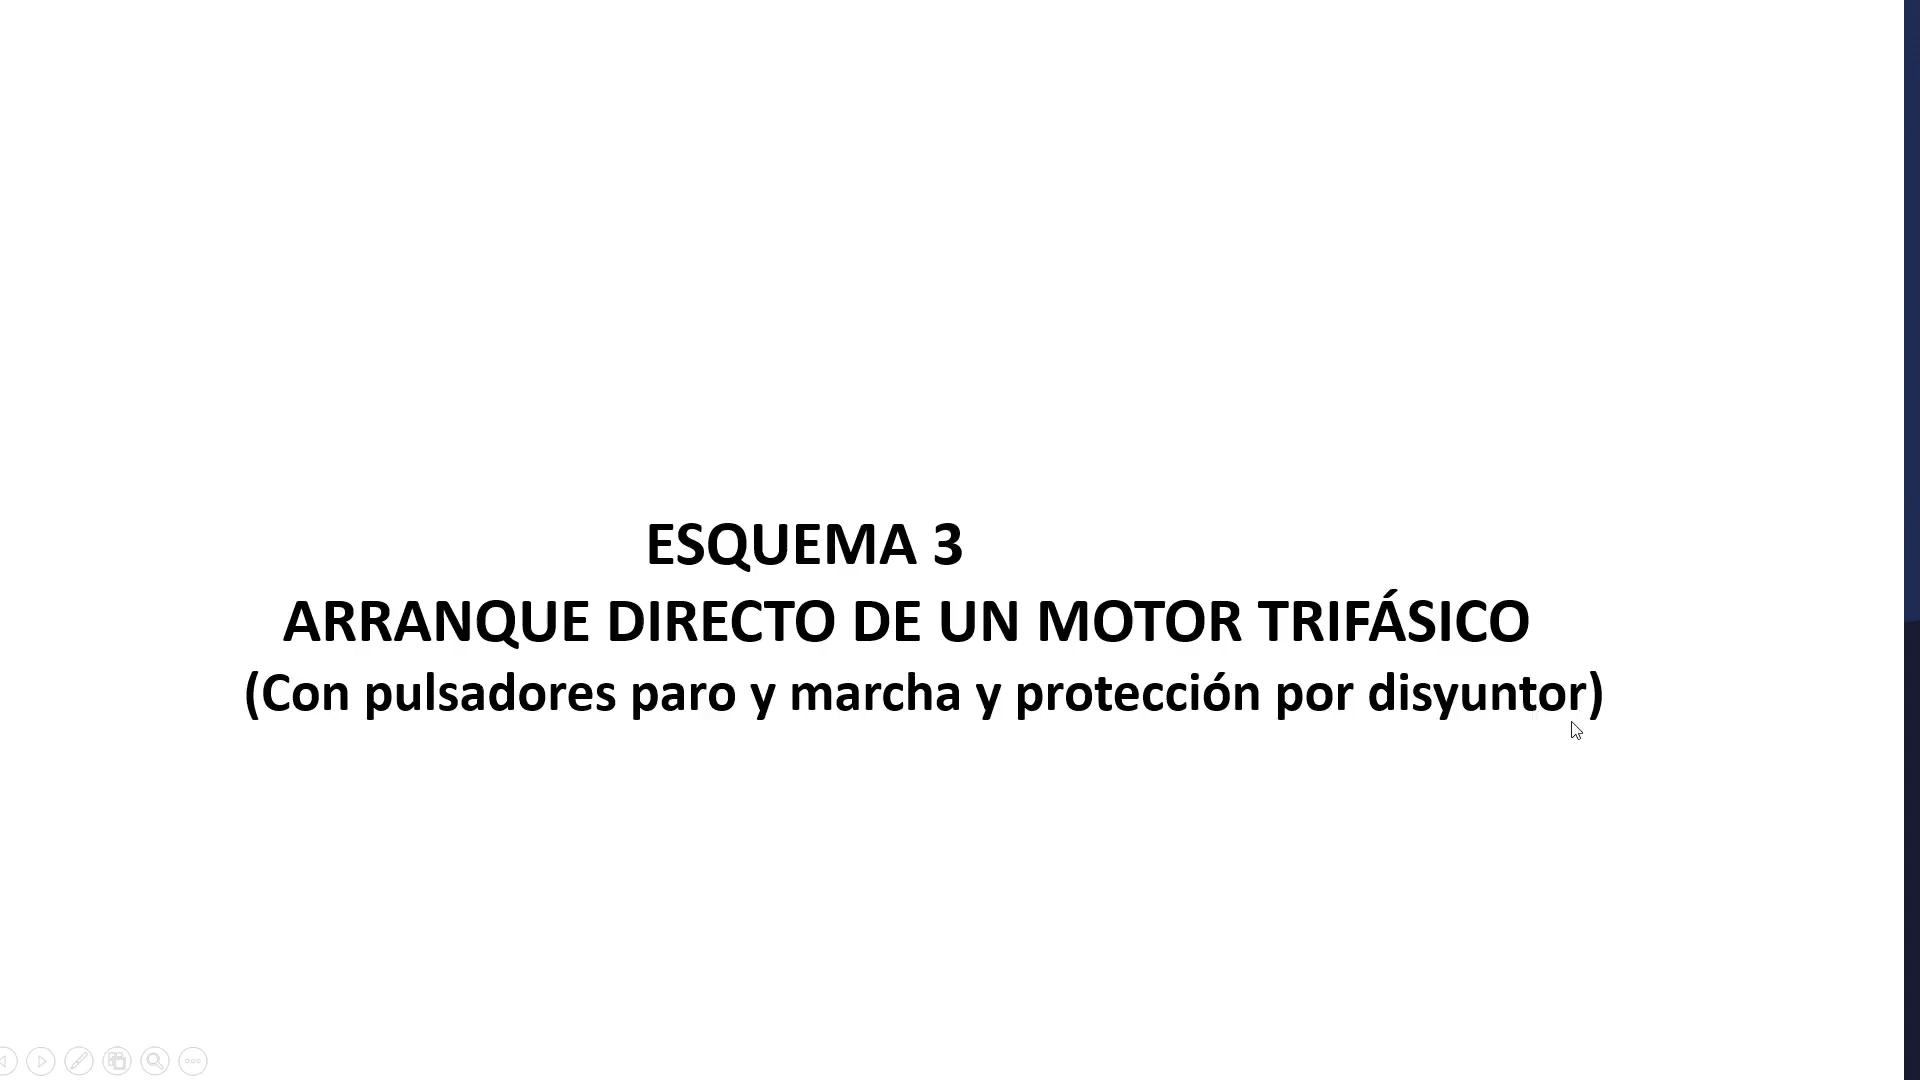 ESQUEMA 3
ARRANQUE DIRECTO DE UN MOTOR TRIFÁSICO
(Con pulsadores paro y marcha y protección por disyuntor)